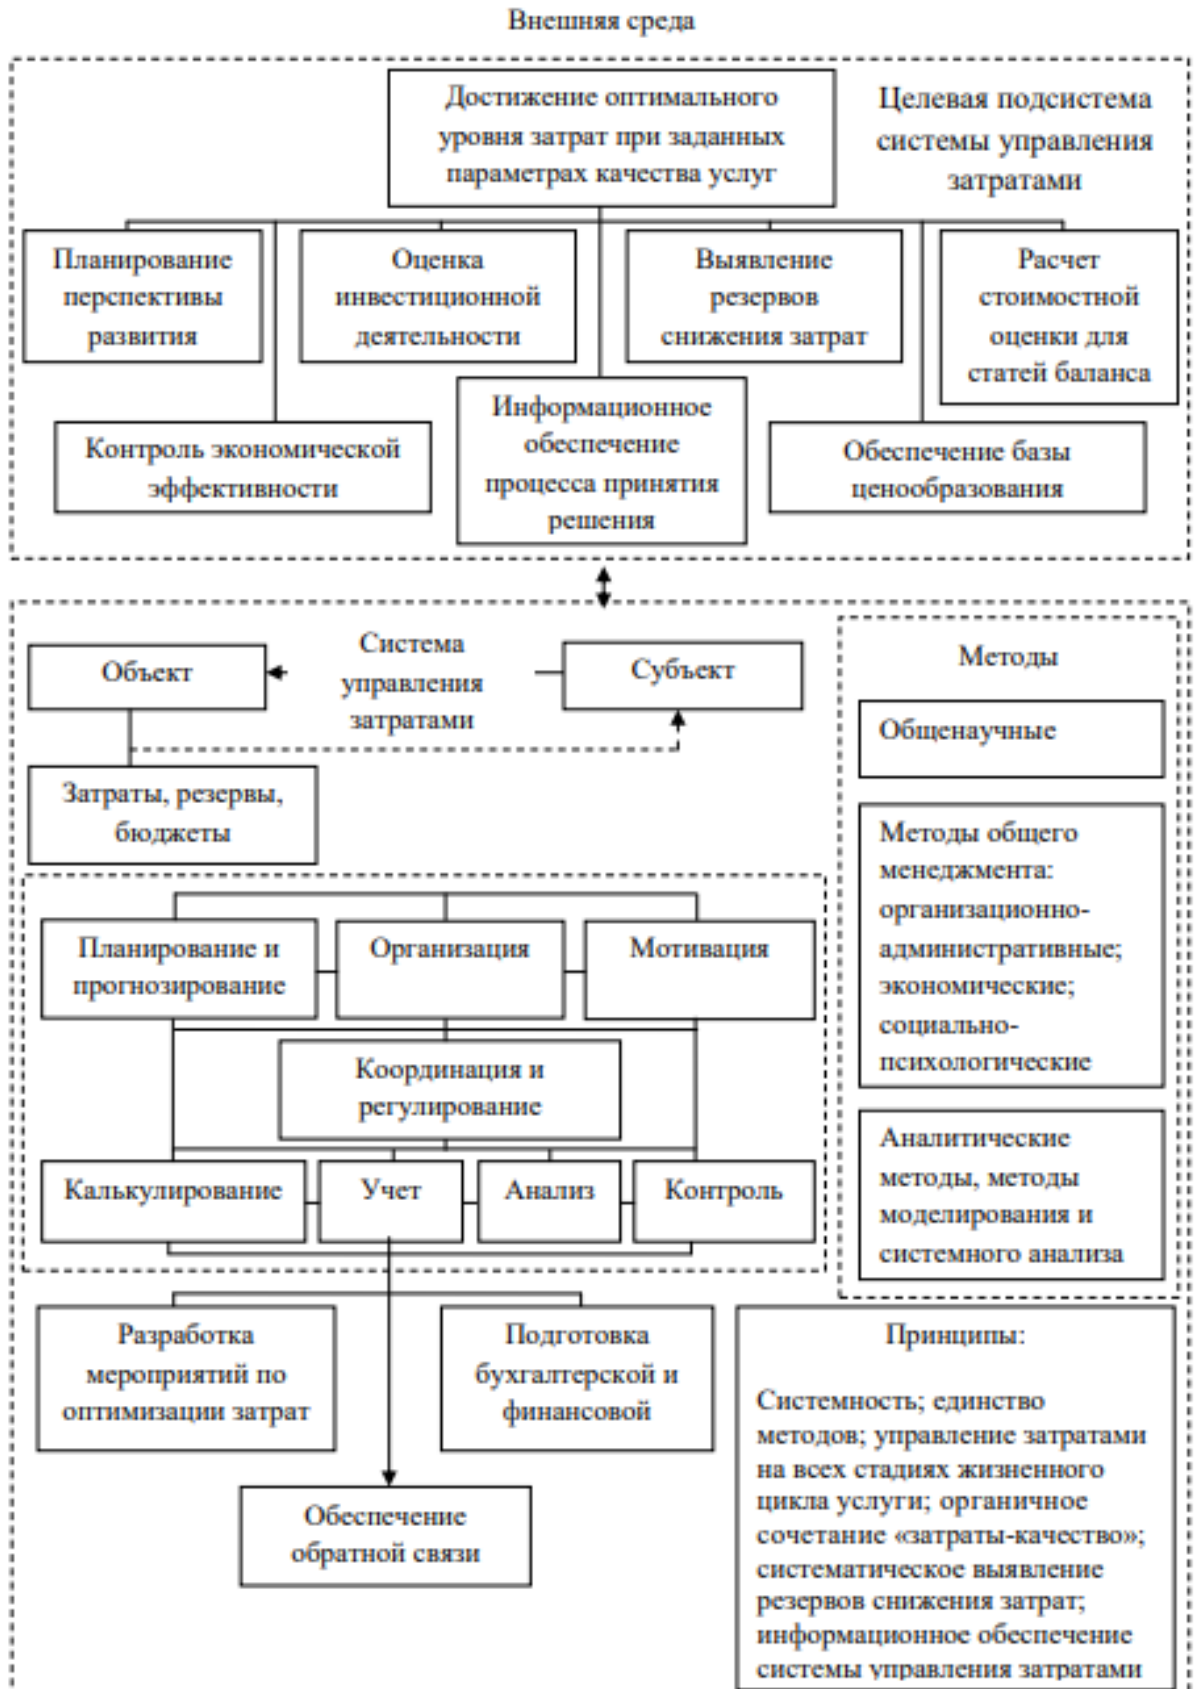 Внешняя среда
Достижение оптимального
уровня затрат при заданных
параметрах качества услуг
Целевая подсистема
системы управления
затратами
Планирование
перспективы
развития
Оценка
инвестиционной
деятельности
Выявление
резервов
снижения затрат
Расчет
стоимостной
оценки для
статей баланса
Контроль экономической
эффективности
Информационное
обеспечение
процесса принятия
решения
Обеспечение базы
ценообразования
Объект
Система
управления
затратами
Субъект
Затраты, резервы,
бюджеты
Методы
Общенаучные
Методы общего
менеджмента:
организационно-
административные;
экономические;
социально-
психологические
Аналитические
методы, методы
моделирования и
системного анализа
Планирование и
прогнозирование
Организация
Мотивация
Координация и
регулирование
Калькулирование
Учет
Анализ
Контроль
Разработка
мероприятий по
оптимизации затрат
Подготовка
бухгалтерской и
финансовой
Обеспечение
обратной связи
Принципы:
Системность; единство
методов; управление затратами
на всех стадиях жизненного
цикла услуги; органичное
сочетание «затраты-качество»;
систематическое выявление
резервов снижения затрат;
информационное обеспечение
системы управления затратами